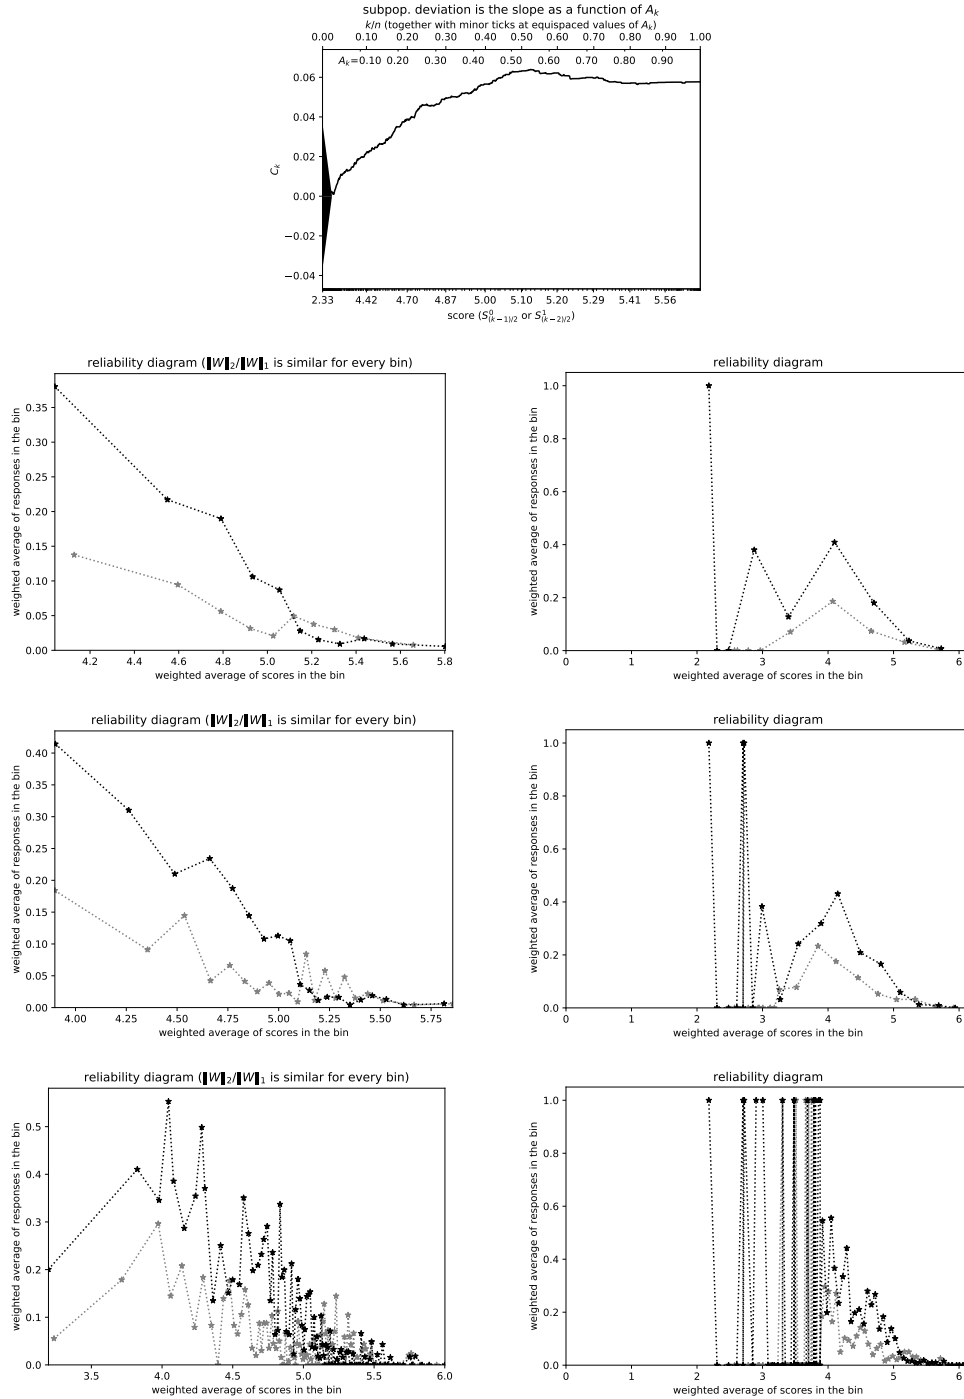 subpop. deviation is the slope as a function of A_k
k/n (together with minor ticks at equispaced values of A_k)
0.00 0.10 0.20 0.30 0.40 0.50 0.60 0.70 0.80 0.90 1.00
A_k=0.10 0.20 0.30 0.40 0.50 0.60 0.70 0.80 0.90
0.06
0.04
0.02
0.00
−0.02
−0.04
C_k
2.33 4.42 4.70 4.87 5.00 5.10 5.20 5.29 5.41 5.56
score (S^0_{(k−1)/2} or S^1_{(k−2)/2})
reliability diagram (‖W‖_2/‖W‖_1 is similar for every bin)
weighted average of responses in the bin
0.35
0.30
0.25
0.20
0.15
0.10
0.05
0.00
4.2 4.4 4.6 4.8 5.0 5.2 5.4 5.6 5.8
weighted average of scores in the bin
reliability diagram
weighted average of responses in the bin
1.0
0.8
0.6
0.4
0.2
0.0
0 1 2 3 4 5 6
weighted average of scores in the bin
reliability diagram (‖W‖_2/‖W‖_1 is similar for every bin)
weighted average of responses in the bin
0.40
0.35
0.30
0.25
0.20
0.15
0.10
0.05
0.00
4.00 4.25 4.50 4.75 5.00 5.25 5.50 5.75
weighted average of scores in the bin
reliability diagram
weighted average of responses in the bin
1.0
0.8
0.6
0.4
0.2
0.0
0 1 2 3 4 5 6
weighted average of scores in the bin
reliability diagram (‖W‖_2/‖W‖_1 is similar for every bin)
weighted average of responses in the bin
0.5
0.4
0.3
0.2
0.1
0.0
3.5 4.0 4.5 5.0 5.5 6.0
weighted average of scores in the bin
reliability diagram
weighted average of responses in the bin
1.0
0.8
0.6
0.4
0.2
0.0
0 1 2 3 4 5 6
weighted average of scores in the bin